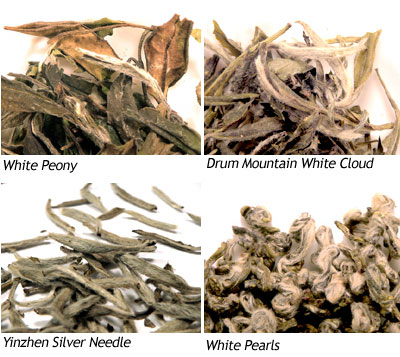 White Peony
Drum Mountain White Cloud
Yinzhen Silver Needle
White Pearls